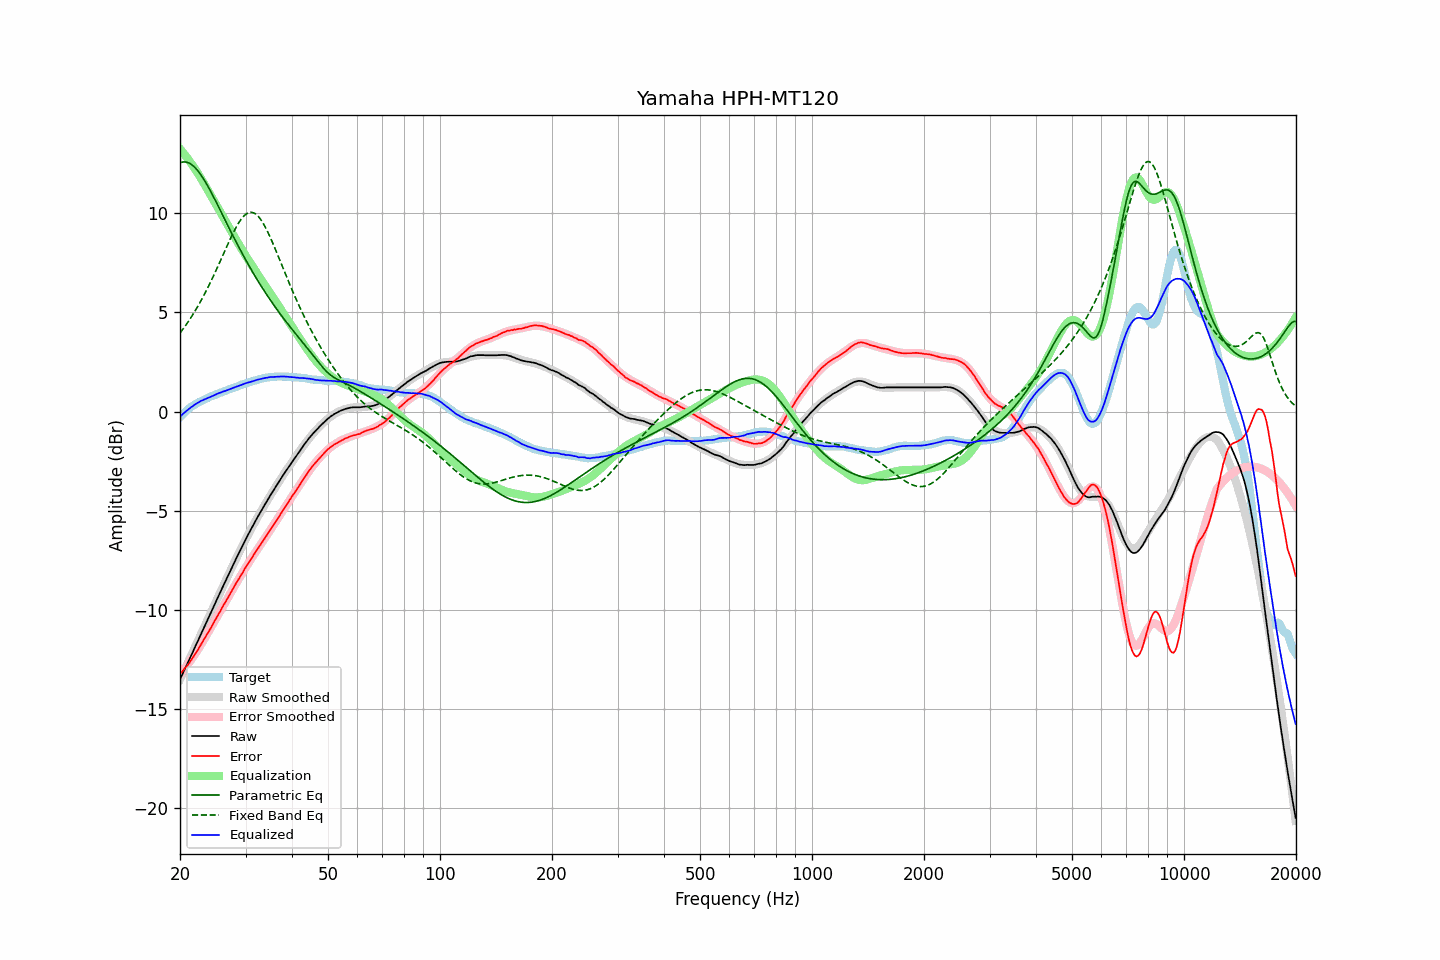 Yamaha HPH-MT120
Amplitude (dBr)
10
5
0
−5
−10
−15
−20
Target
Raw Smoothed
Error Smoothed
Raw
Error
Equalization
Parametric Eq
Fixed Band Eq
Equalized
20 50 100 200 500 1000 2000 5000 10000 20000
Frequency (Hz)